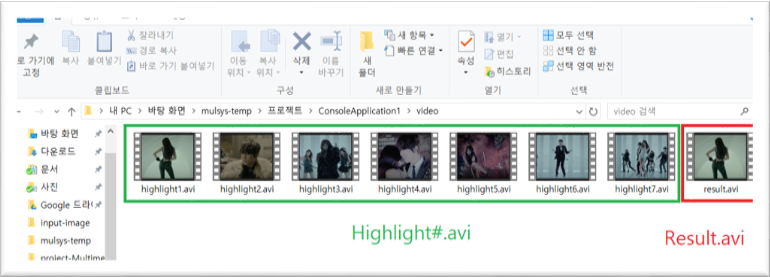 잘라내기
경로 복사
바로 가기 붙여넣기
로 가기에
고정
복사
붙여넣기
클립보드
이동
위치
복사
위치
삭제
이름
바꾸기
구성
새
폴더
새 항목
빠른 연결
새로 만들기
속성
열기
편집
히스토리
열기
모두 선택
선택 안 함
선택 영역 반전
선택
내 PC > 바탕 화면 > mulsys-temp > 프로젝트 > ConsoleApplication1 > video
video 검색
바탕 화면
다운로드
문서
사진
Google 드라이
input-image
mulsys-temp
project-Multime
highlight1.avi
highlight2.avi
highlight3.avi
highlight4.avi
highlight5.avi
highlight6.avi
highlight7.avi
result.avi
Highlight#.avi
Result.avi